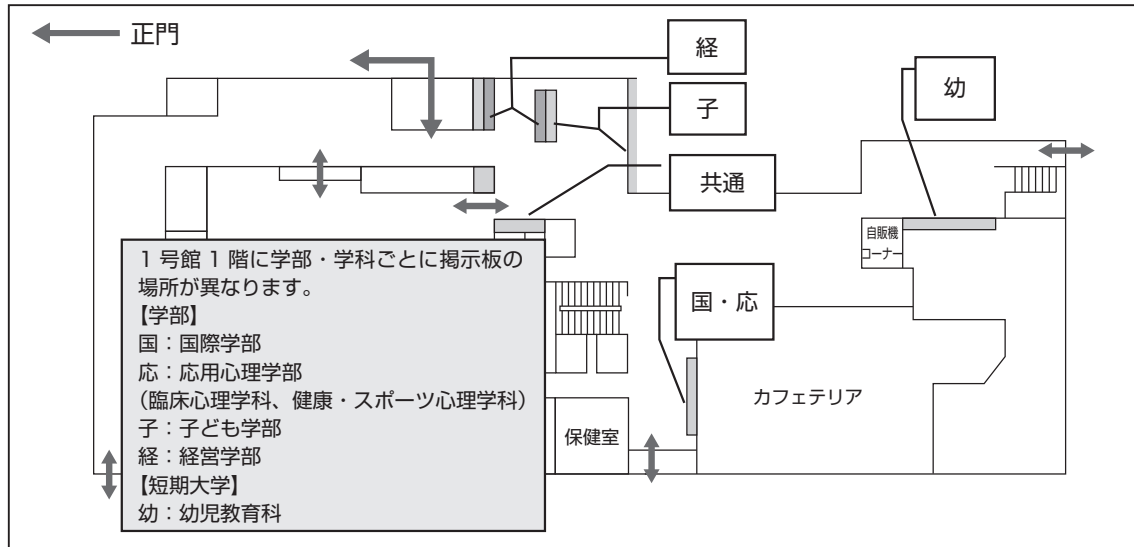 正門
経
子
幼
共通
自販機
コーナー
国・応
カフェテリア
保健室
1号館1階に学部・学科ごとに掲示板の
場所が異なります。
【学部】
国：国際学部
応：応用心理学部
（臨床心理学科、健康・スポーツ心理学科）
子：子ども学部
経：経営学部
【短期大学】
幼：幼児教育科